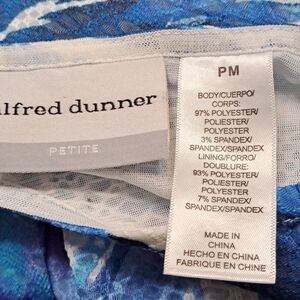 alfred dunner
PETITE
PM
BODY/CUERPO/
CORPS:
97% POLYESTER/
POLIESTER/
POLYESTER
3% SPANDEX/
SPANDEX/SPANDEX
LINING/FORRO/
DOUBLURE:
93% POLYESTER/
POLIESTER/
POLYESTER
7% SPANDEX/
SPANDEX/SPANDEX
MADE IN
CHINA
HECHO EN CHINA
FABRIQUE EN CHINE